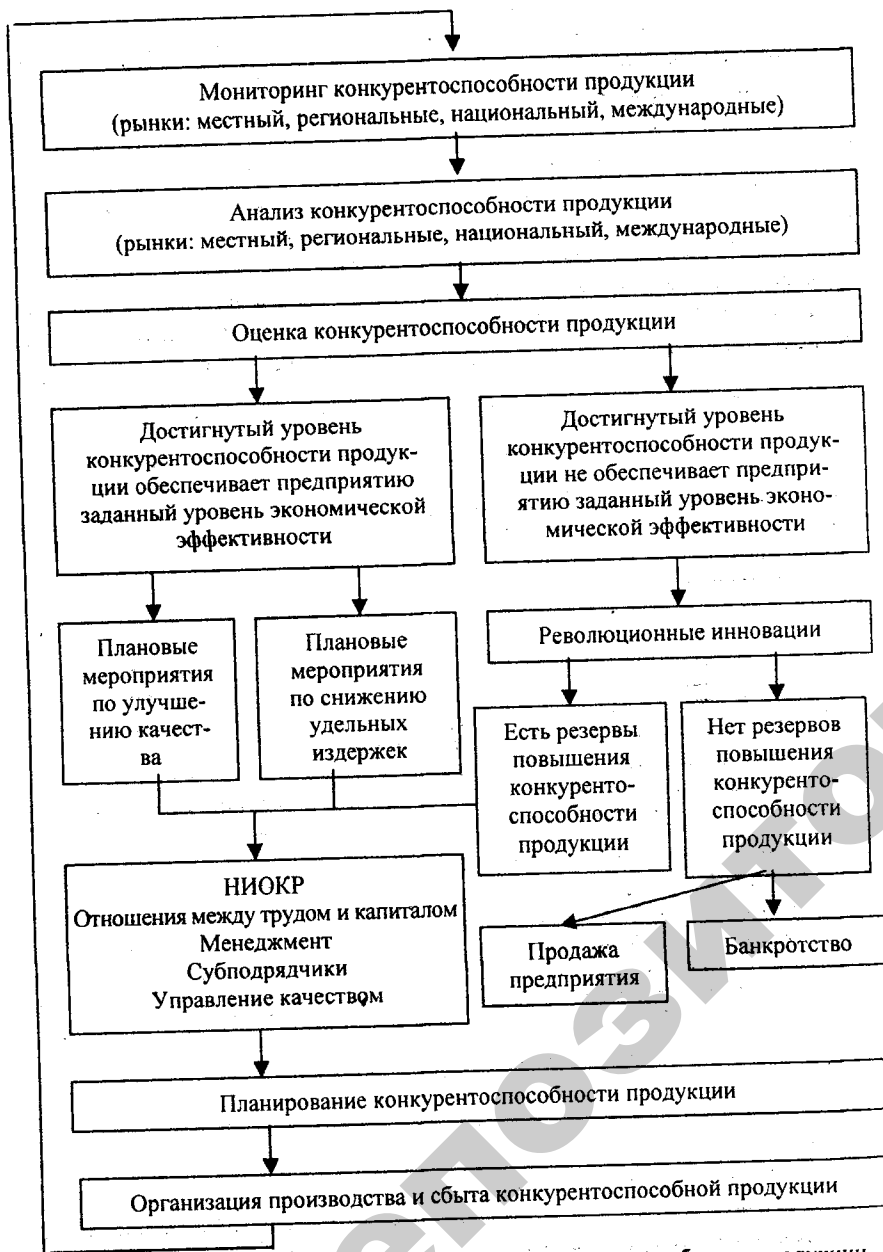 Мониторинг конкурентоспособности продукции
(рынки: местный, региональные, национальный, международные)
Анализ конкурентоспособности продукции
(рынки: местный, региональные, национальный, международные)
Оценка конкурентоспособности продукции
Достигнутый уровень
конкурентоспособности продук-
ции обеспечивает предприятию
заданный уровень экономической
эффективности
Достигнутый уровень
конкурентоспособности продук-
ции не обеспечивает предпри-
ятию заданный уровень эконо-
мической эффективности
Плановые
мероприятия
по улучше-
нию качест-
ва
Плановые
мероприятия
по снижению
удельных
издержек
Революционные инновации
Есть резервы
повышения
конкуренто-
способности
продукции
Нет резервов
повышения
конкуренто-
способности
продукции
НИОКР
Отношения между трудом и капиталом
Менеджмент
Субподрядчики
Управление качеством
Продажа
предприятия
Банкротство
Планирование конкурентоспособности продукции
Организация производства и сбыта конкурентоспособной продукции